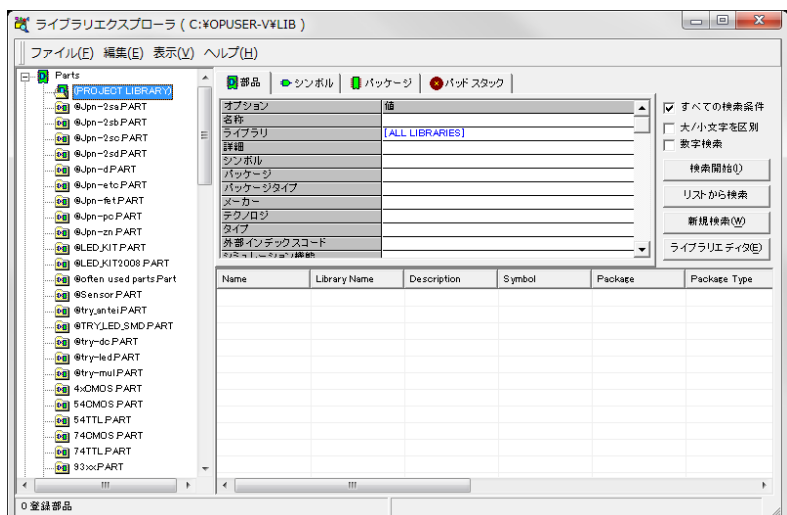 ライブラリエクスプローラ ( C:¥OPUSER-V¥LIB )
ファイル(F) 編集(E) 表示(V) ヘルプ(H)
Parts
(PROJECT LIBRARY)
@Jpn-2sa.PART
@Jpn-2sb.PART
@Jpn-2sc.PART
@Jpn-2sd.PART
@Jpn-d.PART
@Jpn-etc.PART
@Jpn-fet.PART
@Jpn-pc.PART
@Jpn-zn.PART
@LED_KIT.PART
@LED_KIT2008.PART
@often used parts.Part
@Sensor.PART
@try_antei.PART
@TRY_LED_SMD.PART
@try-dc.PART
@try-led.PART
@try-mul.PART
4xCMOS.PART
54CMOS.PART
54TTL.PART
74CMOS.PART
74TTL.PART
93xx.PART
部品 シンボル パッケージ パッド スタック
オプション 値
名称
ライブラリ [ALL LIBRARIES]
詳細
シンボル
パッケージ
パッケージタイプ
メーカー
テクノロジ
タイプ
外部インデックスコード
シミュレーション機能
すべての検索条件
大/小文字を区別
数字検索
検索開始(I)
リストから検索
新規検索(W)
ライブラリエディタ(E)
Name Library Name Description Symbol Package Package Type
0 登録部品